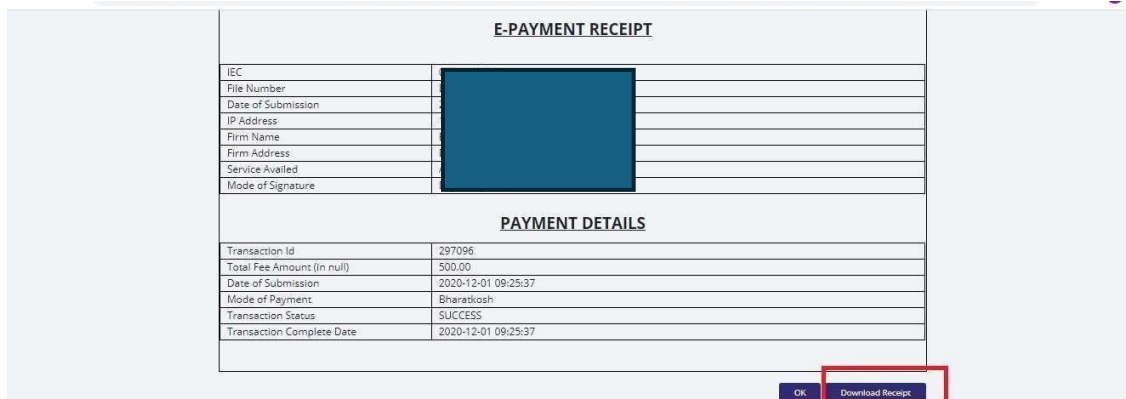 E-PAYMENT RECEIPT
IEC
File Number
Date of Submission
IP Address
Firm Name
Firm Address
Service Availed
Mode of Signature
PAYMENT DETAILS
Transaction Id 297096
Total Fee Amount (in null) 500.00
Date of Submission 2020-12-01 09:25:37
Mode of Payment Bharatkosh
Transaction Status SUCCESS
Transaction Complete Date 2020-12-01 09:25:37
OK Download Receipt